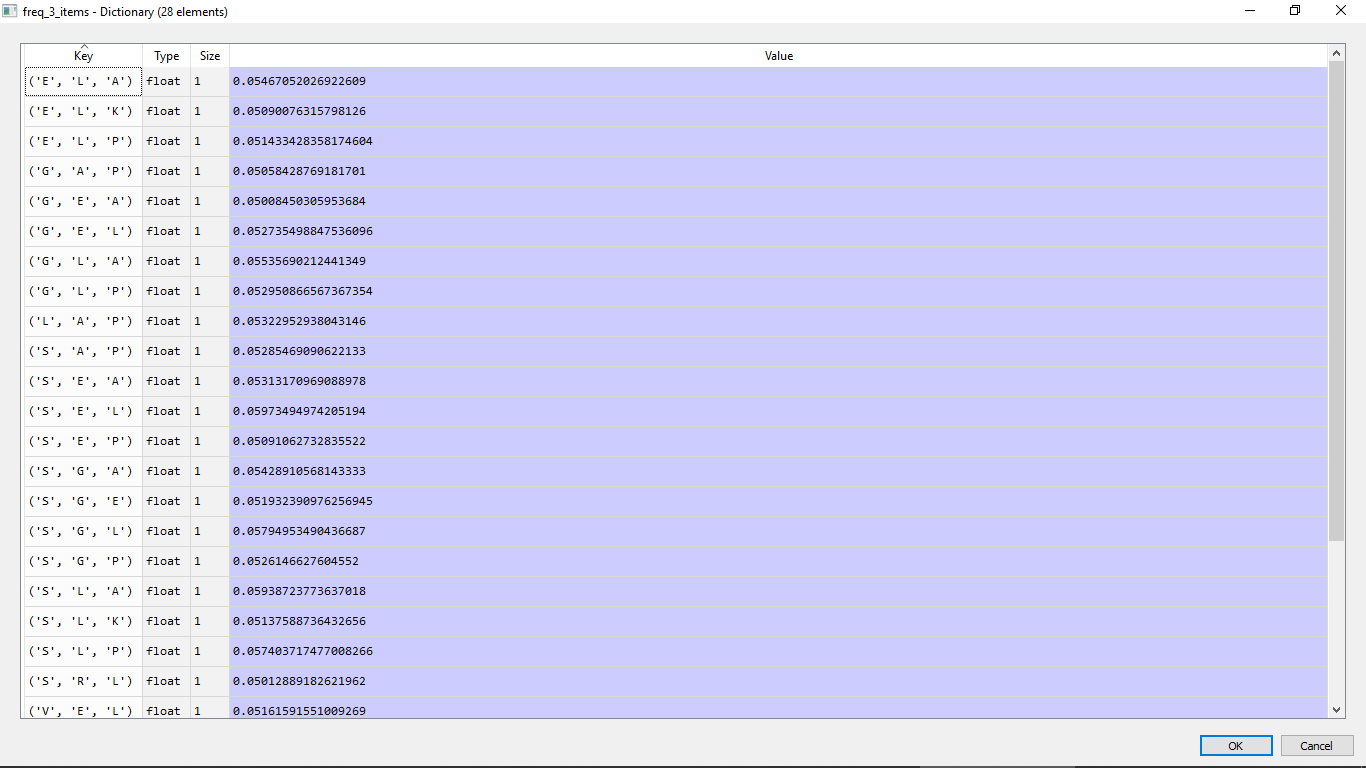 freq_3_items - Dictionary (28 elements)
Key Type Size Value
('E', 'L', 'A') float 1 0.05467052026922609
('E', 'L', 'K') float 1 0.05090076315798126
('E', 'L', 'P') float 1 0.051433428358174604
('G', 'A', 'P') float 1 0.05058428769181701
('G', 'E', 'A') float 1 0.05008450305953684
('G', 'E', 'L') float 1 0.052735498847536096
('G', 'L', 'A') float 1 0.05535690212441349
('G', 'L', 'P') float 1 0.052950866567367354
('L', 'A', 'P') float 1 0.05322952938043146
('S', 'A', 'P') float 1 0.05285469090622133
('S', 'E', 'A') float 1 0.05313170969088978
('S', 'E', 'L') float 1 0.05973494974205194
('S', 'E', 'P') float 1 0.05091062732835522
('S', 'G', 'A') float 1 0.05428910568143333
('S', 'G', 'E') float 1 0.051932390976256945
('S', 'G', 'L') float 1 0.05794953490436687
('S', 'G', 'P') float 1 0.0526146627604552
('S', 'L', 'A') float 1 0.05938723773637018
('S', 'L', 'K') float 1 0.05137588736432656
('S', 'L', 'P') float 1 0.057403717477008266
('S', 'R', 'L') float 1 0.05012889182621962
('V', 'E', 'L') float 1 0.05161591551009269
OK Cancel